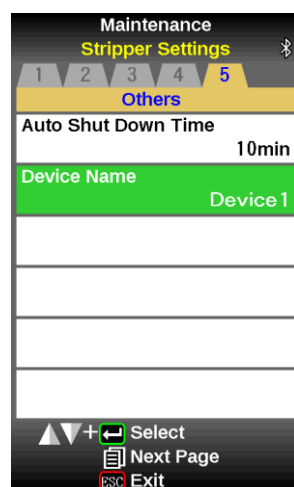 Maintenance
Stripper Settings
1 2 3 4 5
Others
Auto Shut Down Time
10min
Device Name
Device1
+ Select
Next Page
ESC Exit